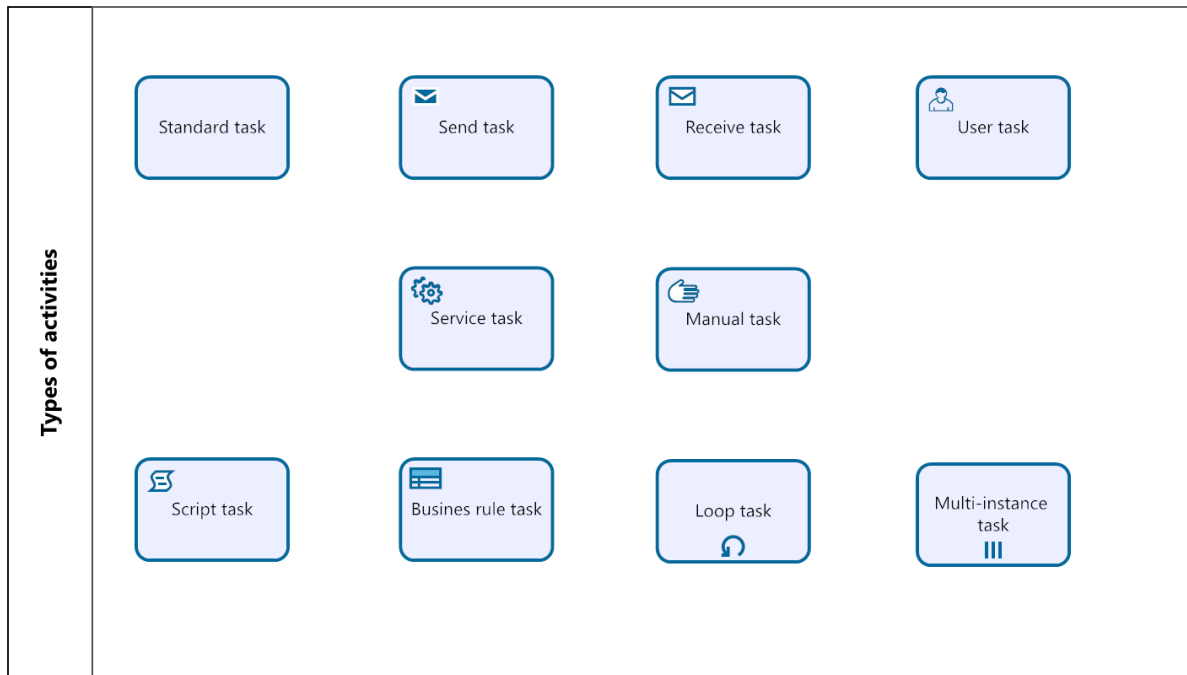 Types of activities
Standard task
Send task
Receive task
User task
Service task
Manual task
Script task
Busines rule task
Loop task
Multi-instance
task